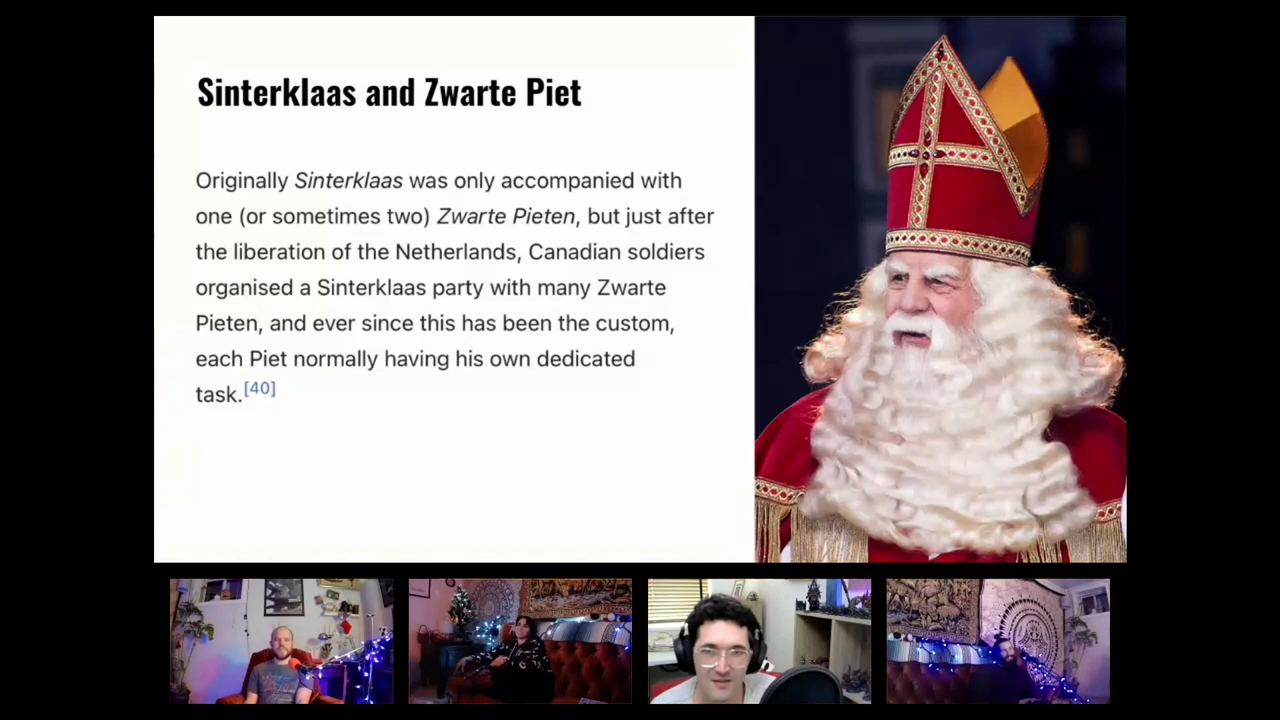 Sinterklaas and Zwarte Piet
Originally Sinterklaas was only accompanied with
one (or sometimes two) Zwarte Pieten, but just after
the liberation of the Netherlands, Canadian soldiers
organised a Sinterklaas party with many Zwarte
Pieten, and ever since this has been the custom,
each Piet normally having his own dedicated
task.[40]